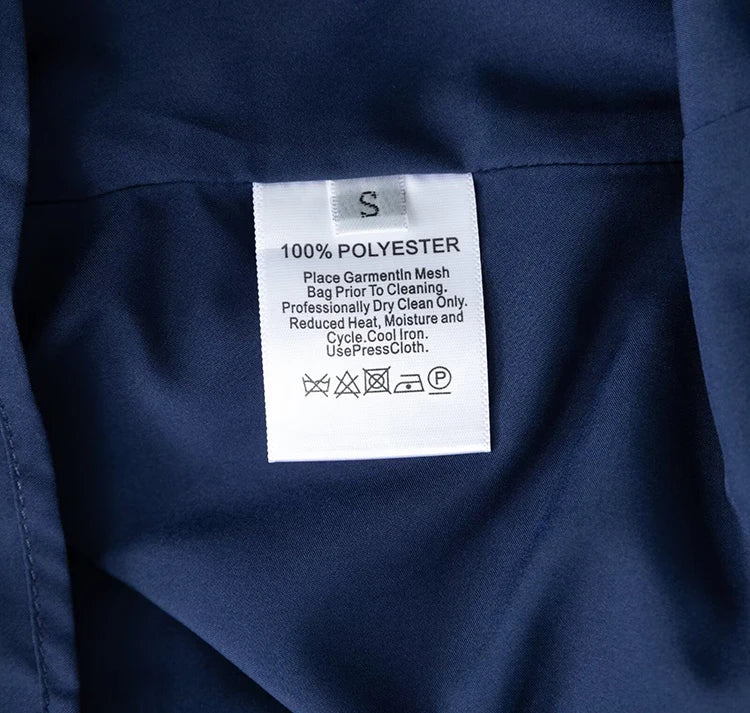 S
100% POLYESTER
Place GarmentIn Mesh
Bag Prior To Cleaning.
Professionally Dry Clean Only.
Reduced Heat, Moisture and
Cycle.Cool Iron.
UsePressCloth.
P